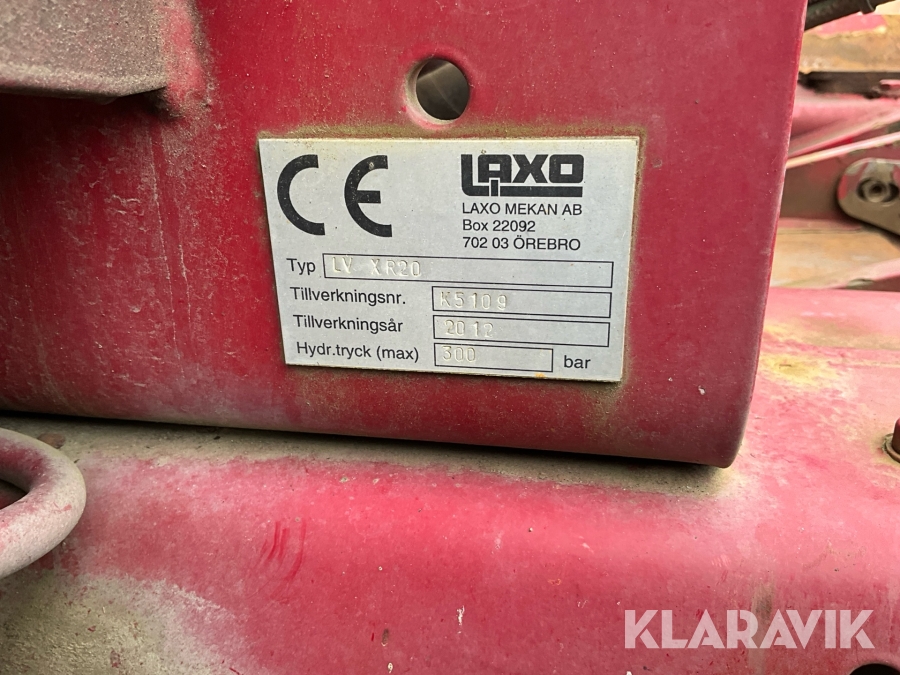 CE
LAXO
LAXO MEKAN AB
Box 22092
702 03 ÖREBRO
Typ LV XR20
Tillverkningsnr. K5109
Tillverkningsår 2012
Hydr.tryck (max) 300 bar
KLARAVIK